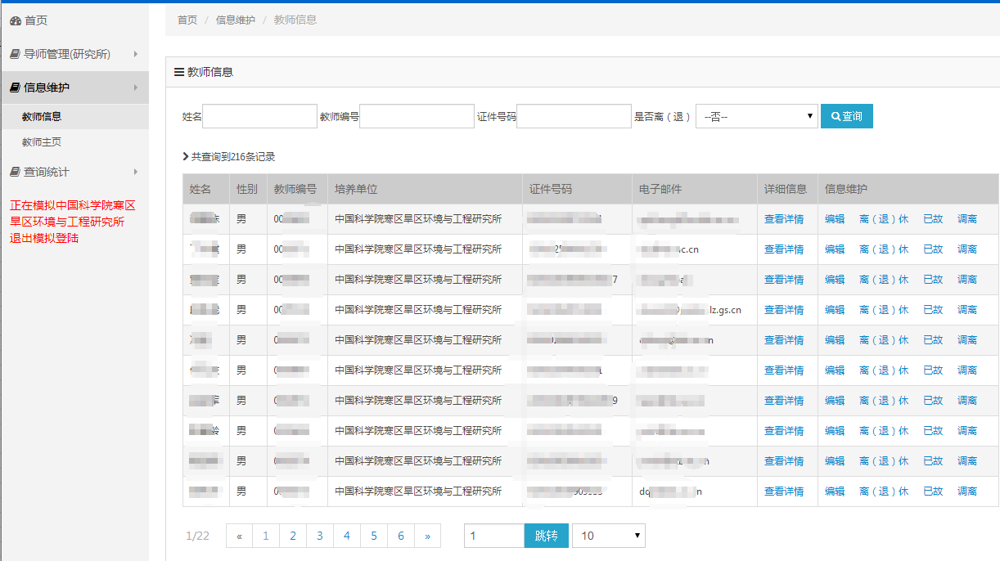 首页
导师管理(研究所)
信息维护
教师信息
教师主页
查询统计
正在模拟中国科学院寒区
旱区环境与工程研究所
退出模拟登陆
首页 / 信息维护 / 教师信息
教师信息
姓名 教师编号 证件号码 是否离（退） --否-- 查询
共查询到216条记录
姓名 性别 教师编号 培养单位 证件号码 电子邮件 详细信息 信息维护
男 00 中国科学院寒区旱区环境与工程研究所 查看详情 编辑 离（退）休 已故 调离
男 00 中国科学院寒区旱区环境与工程研究所 c.cn 查看详情 编辑 离（退）休 已故 调离
男 00 中国科学院寒区旱区环境与工程研究所 7 查看详情 编辑 离（退）休 已故 调离
男 00 中国科学院寒区旱区环境与工程研究所 lz.gs.cn 查看详情 编辑 离（退）休 已故 调离
男 中国科学院寒区旱区环境与工程研究所 查看详情 编辑 离（退）休 已故 调离
男 中国科学院寒区旱区环境与工程研究所 查看详情 编辑 离（退）休 已故 调离
男 中国科学院寒区旱区环境与工程研究所 9 查看详情 编辑 离（退）休 已故 调离
男 中国科学院寒区旱区环境与工程研究所 查看详情 编辑 离（退）休 已故 调离
男 中国科学院寒区旱区环境与工程研究所 查看详情 编辑 离（退）休 已故 调离
男 中国科学院寒区旱区环境与工程研究所 查看详情 编辑 离（退）休 已故 调离
1/22 « 1 2 3 4 5 6 » 1 跳转 10